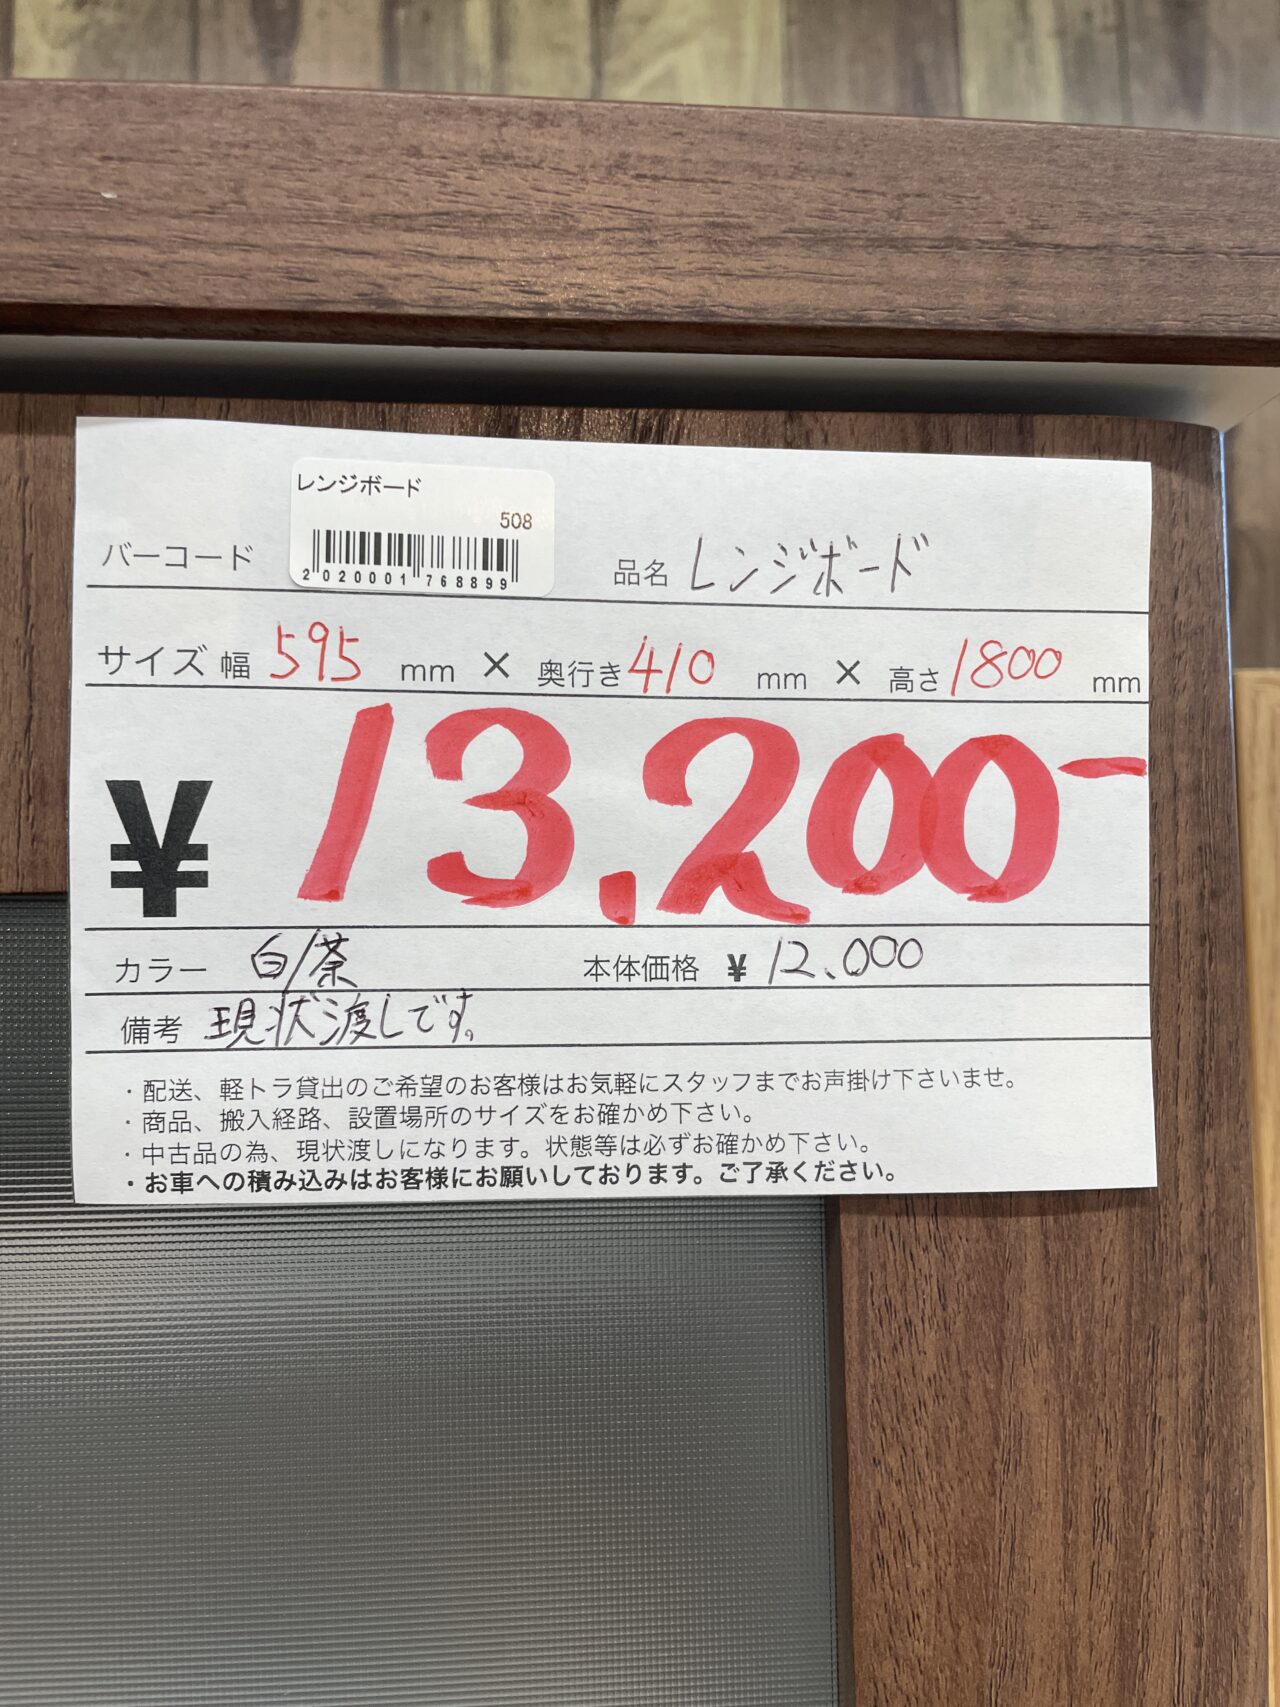 レンジボード
508
バーコード 2020001768899 品名 レンジボード
サイズ 幅 595 mm × 奥行き 410 mm × 高さ 1800 mm
¥ 13,200-
カラー 白/茶 本体価格 ¥ 12,000
備考 現状渡しです。
・配送、軽トラ貸出のご希望のお客様はお気軽にスタッフまでお声掛け下さいませ。
・商品、搬入経路、設置場所のサイズをお確かめ下さい。
・中古品の為、現状渡しになります。状態等は必ずお確かめ下さい。
・お車への積み込みはお客様にお願いしております。ご了承ください。